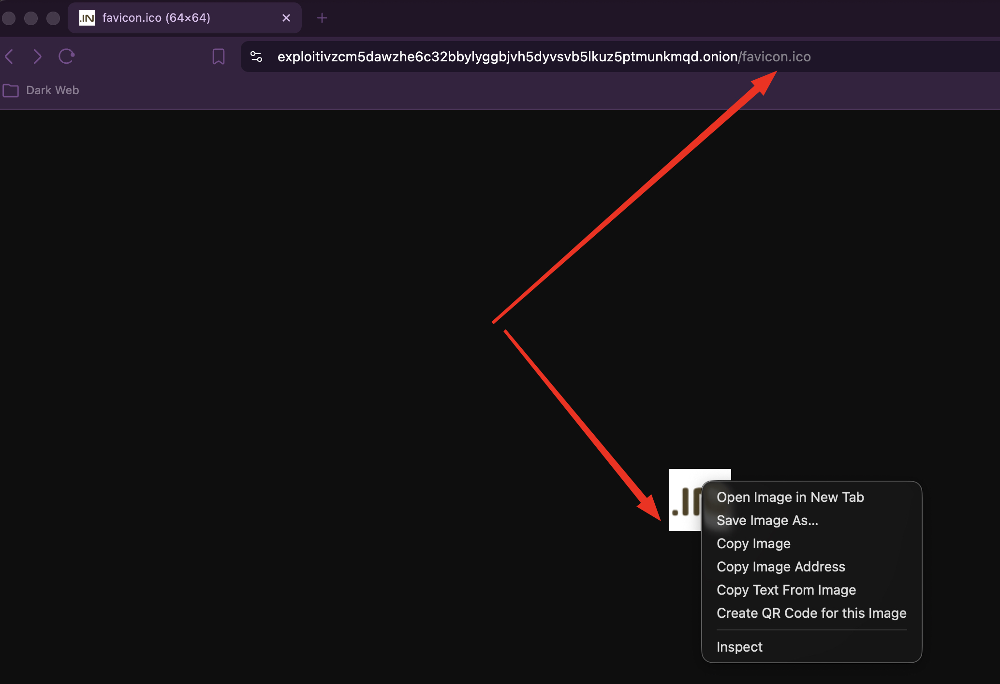 .IN favicon.ico (64×64)
exploitivzcm5dawzhe6c32bbylyggbjvh5dyvsvb5lkuz5ptmunkmqd.onion/favicon.ico
Dark Web
Open Image in New Tab
Save Image As...
Copy Image
Copy Image Address
Copy Text From Image
Create QR Code for this Image
Inspect